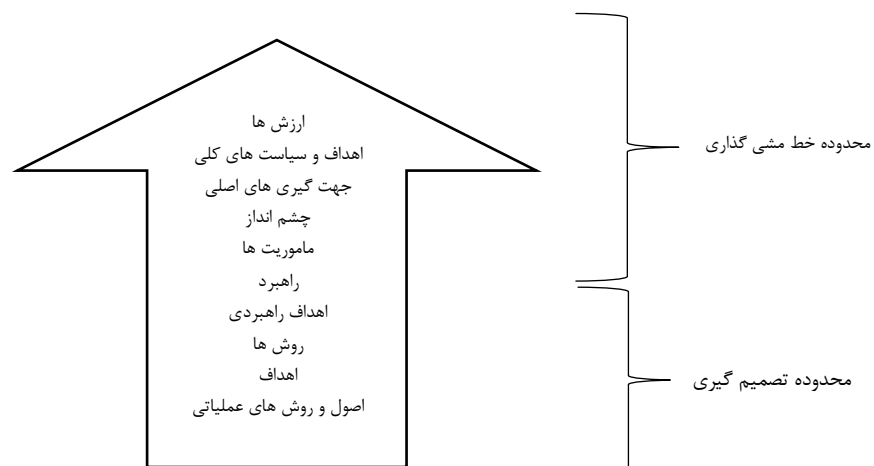 ارزش ها
اهداف و سیاست های کلی
جهت گیری های اصلی
چشم انداز
ماموریت ها
راهبرد
اهداف راهبردی
روش ها
اهداف
اصول و روش های عملیاتی
محدوده خط مشی گذاری
محدوده تصمیم گیری